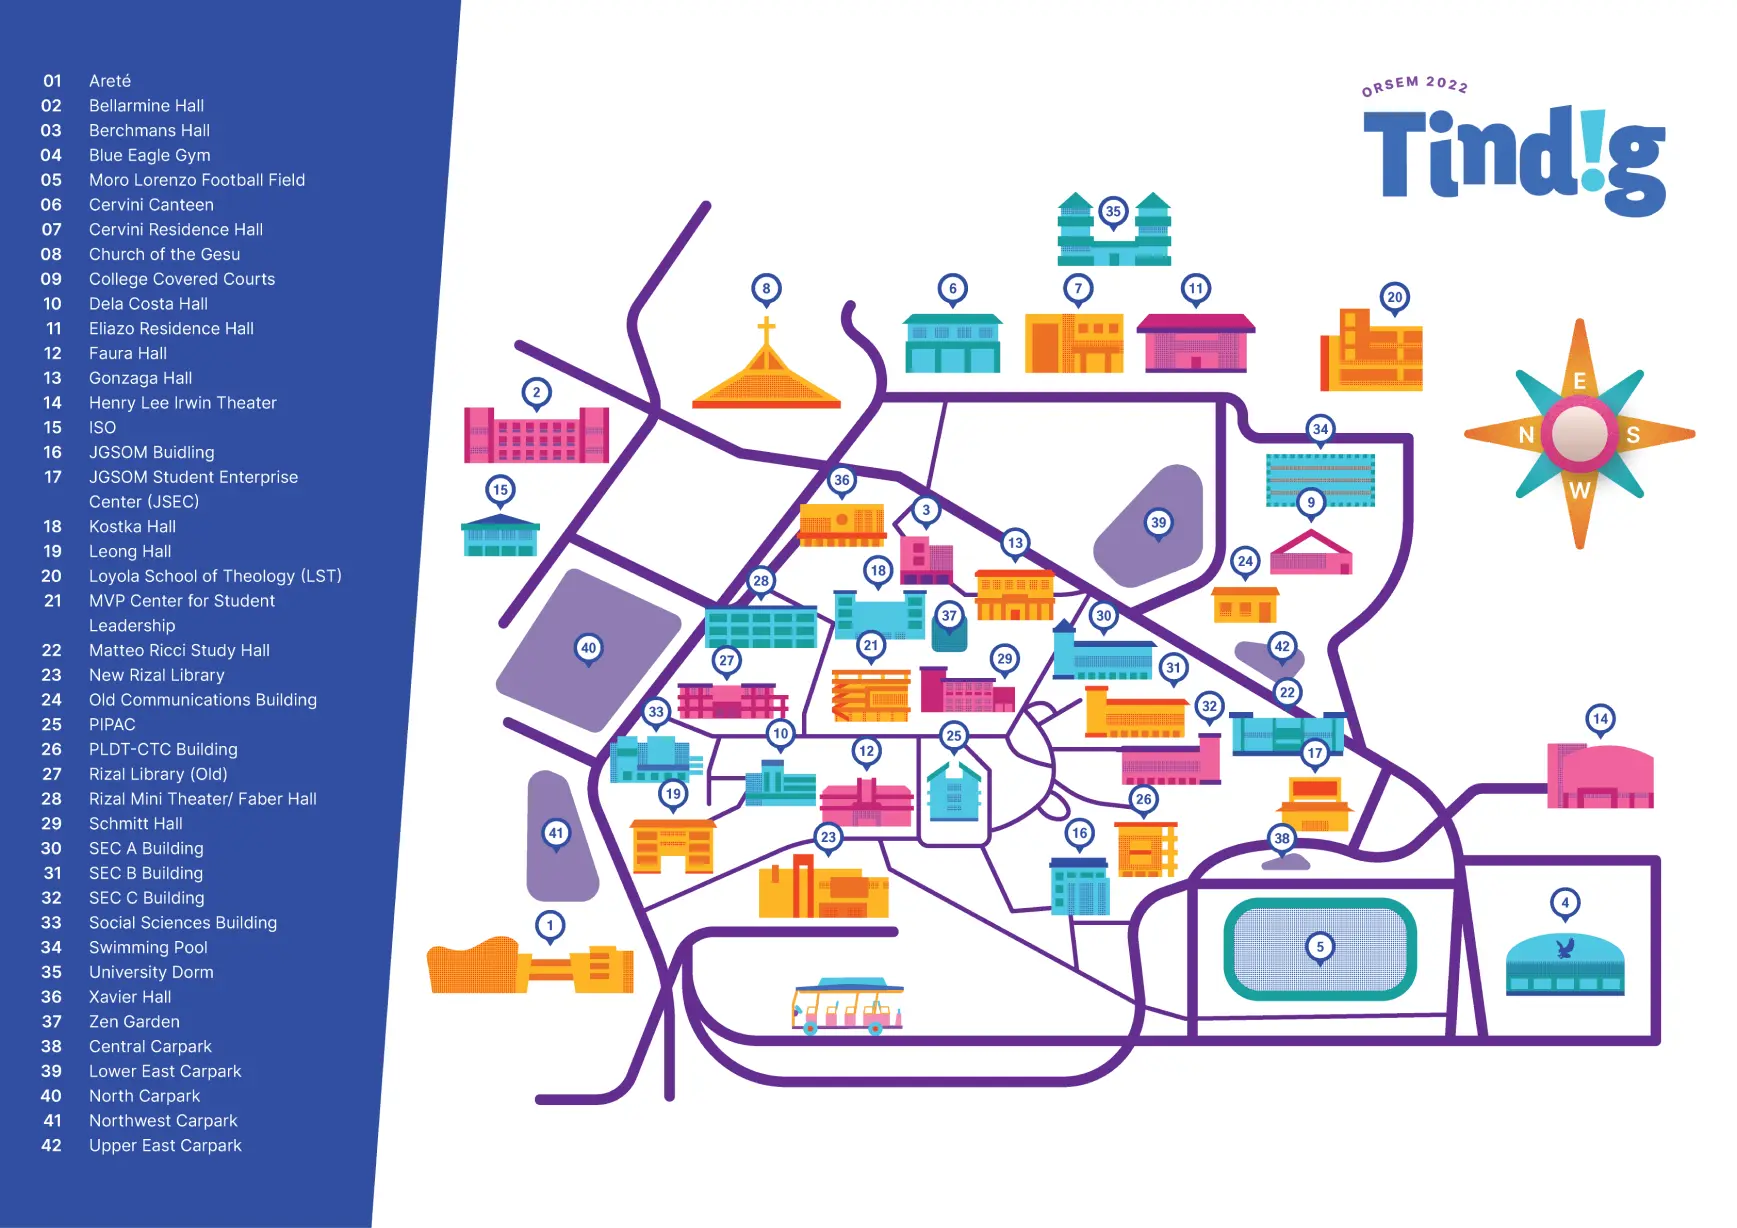 01 Areté
02 Bellarmine Hall
03 Berchmans Hall
04 Blue Eagle Gym
05 Moro Lorenzo Football Field
06 Cervini Canteen
07 Cervini Residence Hall
08 Church of the Gesu
09 College Covered Courts
10 Dela Costa Hall
11 Eliazo Residence Hall
12 Faura Hall
13 Gonzaga Hall
14 Henry Lee Irwin Theater
15 ISO
16 JGSOM Buidling
17 JGSOM Student Enterprise
Center (JSEC)
18 Kostka Hall
19 Leong Hall
20 Loyola School of Theology (LST)
21 MVP Center for Student
Leadership
22 Matteo Ricci Study Hall
23 New Rizal Library
24 Old Communications Building
25 PIPAC
26 PLDT-CTC Building
27 Rizal Library (Old)
28 Rizal Mini Theater/ Faber Hall
29 Schmitt Hall
30 SEC A Building
31 SEC B Building
32 SEC C Building
33 Social Sciences Building
34 Swimming Pool
35 University Dorm
36 Xavier Hall
37 Zen Garden
38 Central Carpark
39 Lower East Carpark
40 North Carpark
41 Northwest Carpark
42 Upper East Carpark
ORSEM 2022
Tind!g
35
8
6
7
11
20
E
N
S
W
2
34
36
15
9
3
39
13
24
18
28
37
30
40
21
42
27
29
31
22
33
32
14
10
12
25
17
19
26
41
23
16
38
4
1
5